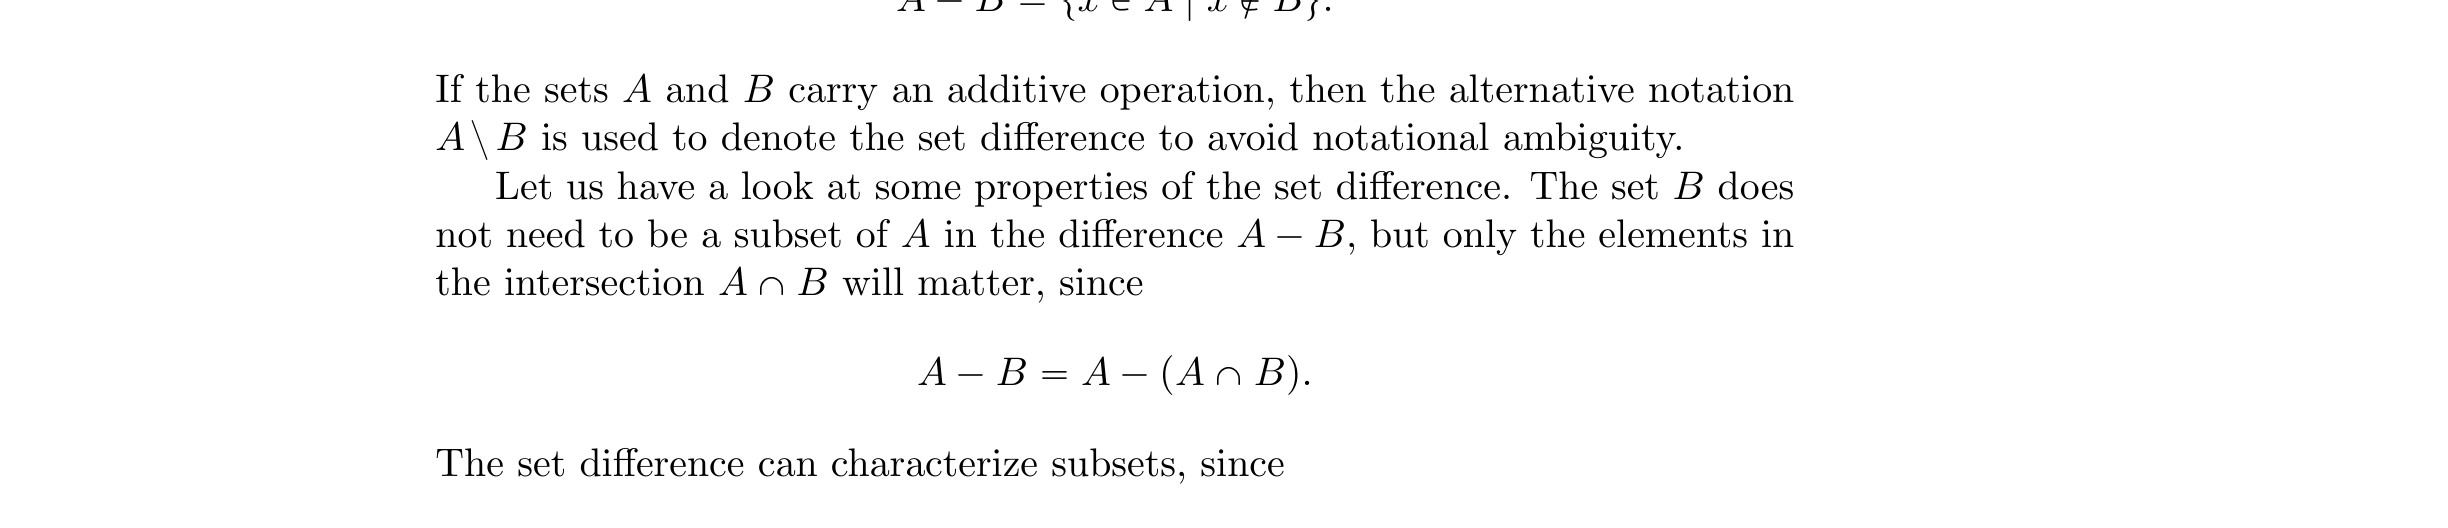 A − B = {x ∈ A | x ∉ B}.
If the sets A and B carry an additive operation, then the alternative notation
A \ B is used to denote the set difference to avoid notational ambiguity.
Let us have a look at some properties of the set difference. The set B does
not need to be a subset of A in the difference A − B, but only the elements in
the intersection A ∩ B will matter, since
A − B = A − (A ∩ B).
The set difference can characterize subsets, since